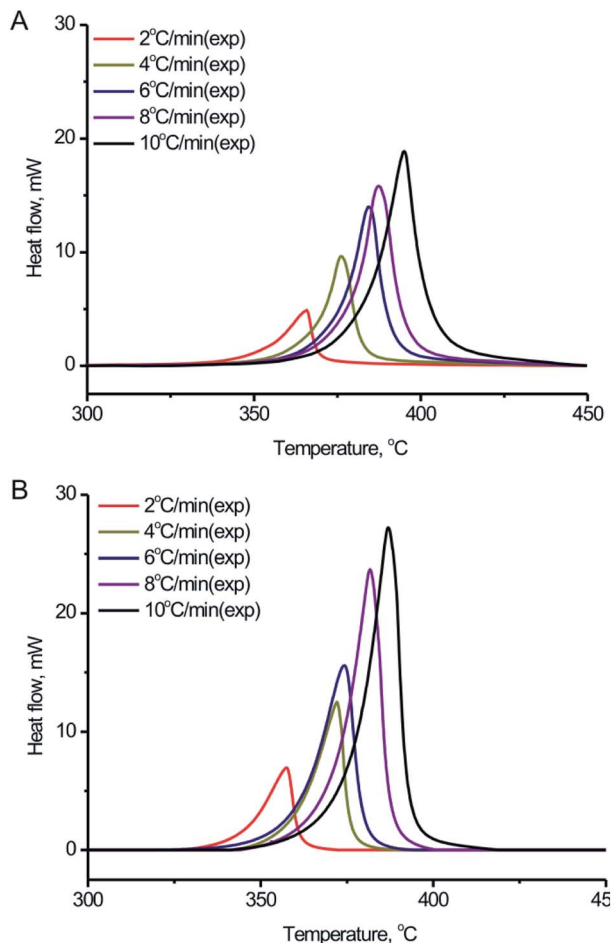 A
30
20
10
0
Heat flow, mW
2°C/min(exp)
4°C/min(exp)
6°C/min(exp)
8°C/min(exp)
10°C/min(exp)
300 350 400 450
Temperature, °C
B
30
20
10
0
Heat flow, mW
2°C/min(exp)
4°C/min(exp)
6°C/min(exp)
8°C/min(exp)
10°C/min(exp)
300 350 400 45
Temperature, °C